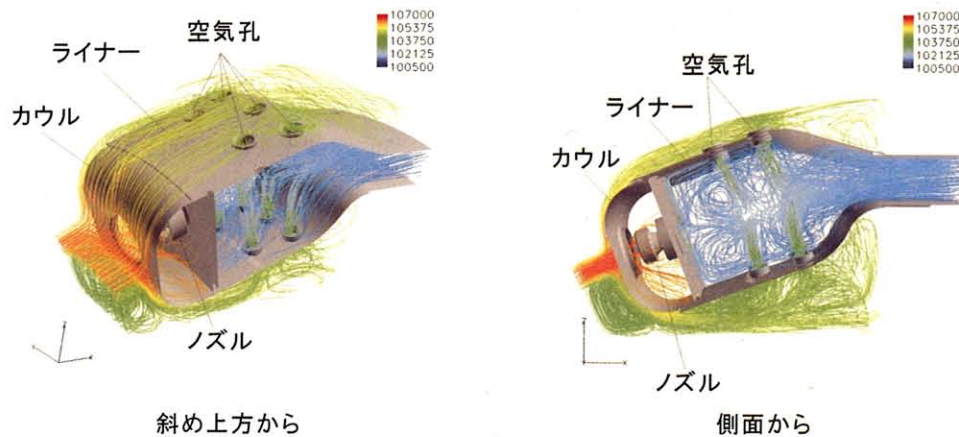 空気孔
ライナー
カウル
ノズル
107000
105375
103750
102125
100500
z
x
斜め上方から
空気孔
ライナー
カウル
ノズル
107000
105375
103750
102125
100500
z
x
側面から